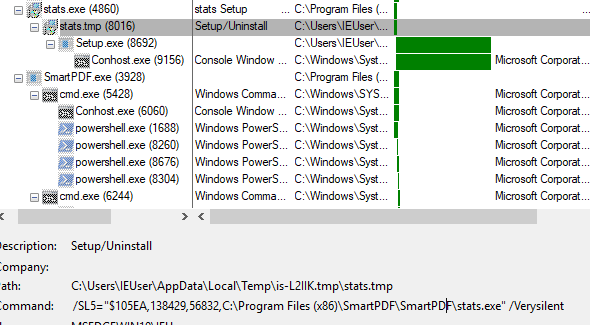 stats.exe (4860) stats Setup ... C:\Program Files (...
stats.tmp (8016) Setup/Uninstall C:\Users\IEUser\...
Setup.exe (8692) C:\Users\IEUser\...
Conhost.exe (9156) Console Window ... C:\Windows\Syst... Microsoft Corporat...
SmartPDF.exe (3928) C:\Program Files (...
cmd.exe (5428) Windows Comma... C:\Windows\SYS... Microsoft Corporat...
Conhost.exe (6060) Console Window ... C:\Windows\Syst... Microsoft Corporat...
powershell.exe (1688) Windows PowerS... C:\Windows\Syst... Microsoft Corporat...
powershell.exe (8260) Windows PowerS... C:\Windows\Syst... Microsoft Corporat...
powershell.exe (8676) Windows PowerS... C:\Windows\Syst... Microsoft Corporat...
powershell.exe (8304) Windows PowerS... C:\Windows\Syst... Microsoft Corporat...
cmd.exe (6244) Windows Comma... C:\Windows\Syst... Microsoft Corporat...
Description: Setup/Uninstall
Company:
Path: C:\Users\IEUser\AppData\Local\Temp\is-L2IIK.tmp\stats.tmp
Command: /SL5="$105EA,138429,56832,C:\Program Files (x86)\SmartPDF\SmartPDF\stats.exe" /Verysilent